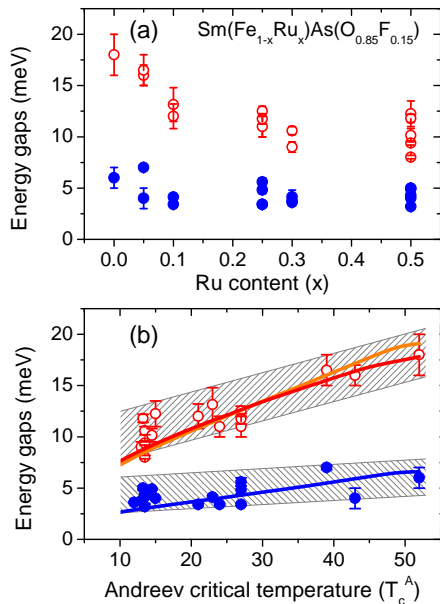 (a) Sm(Fe1-xRux)As(O0.85F0.15)
Energy gaps (meV)
20
15
10
5
0
0.0 0.1 0.2 0.3 0.4 0.5
Ru content (x)
(b)
Energy gaps (meV)
20
15
10
5
0
10 20 30 40 50
Andreev critical temperature (TcA)